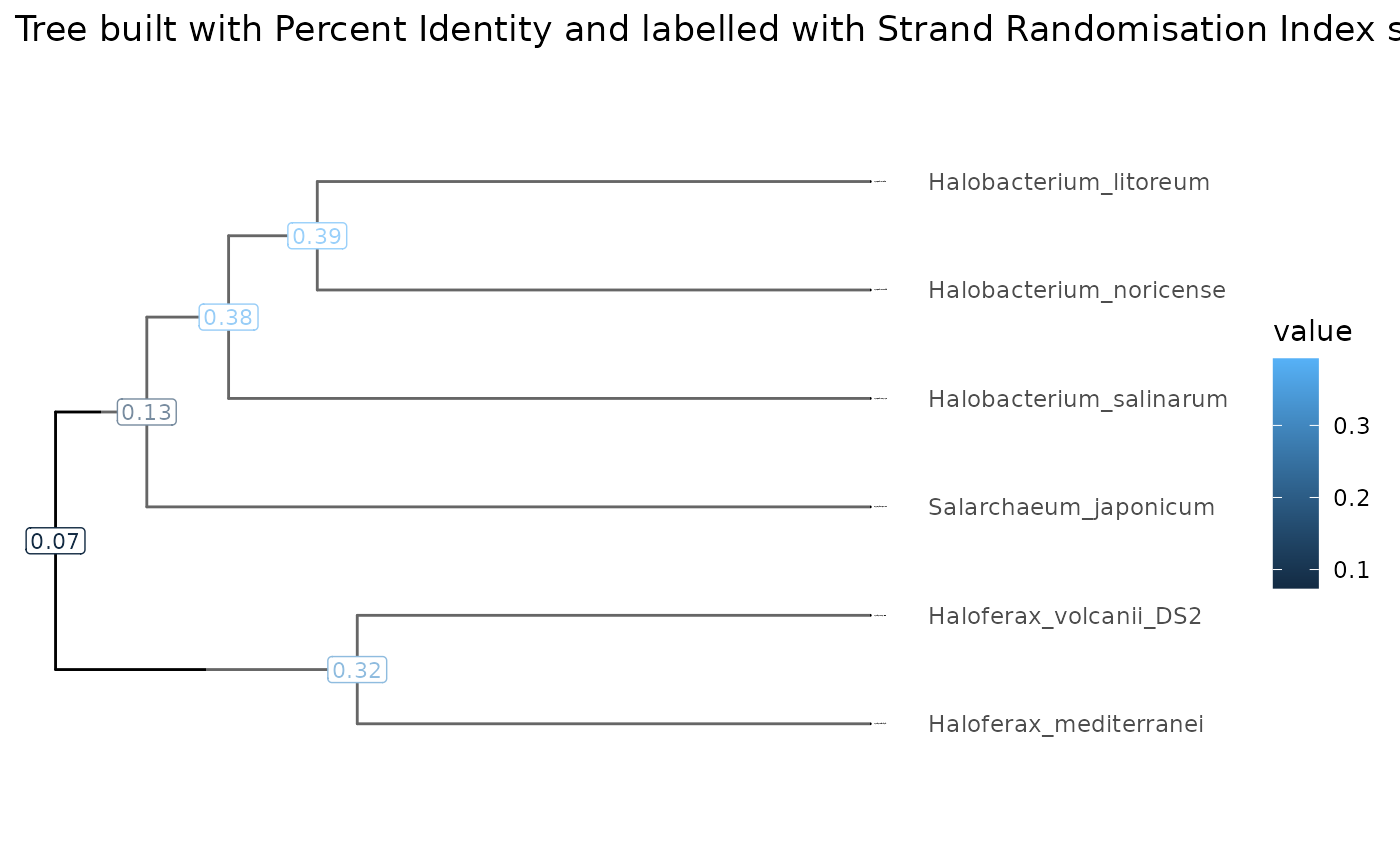 Tree built with Percent Identity and labelled with Strand Randomisation Index s
Halobacterium_litoreum
0.39
Halobacterium_noricense
0.38
value
Halobacterium_salinarum
0.13
0.3
0.2
Salarchaeum_japonicum
0.07
0.1
Haloferax_volcanii_DS2
0.32
Haloferax_mediterranei